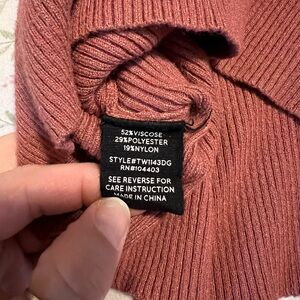 52%VISCOSE
29%POLYESTER
19%NYLON
STYLE#TW1143DG
RN#104403
SEE REVERSE FOR
CARE INSTRUCTION
MADE IN CHINA